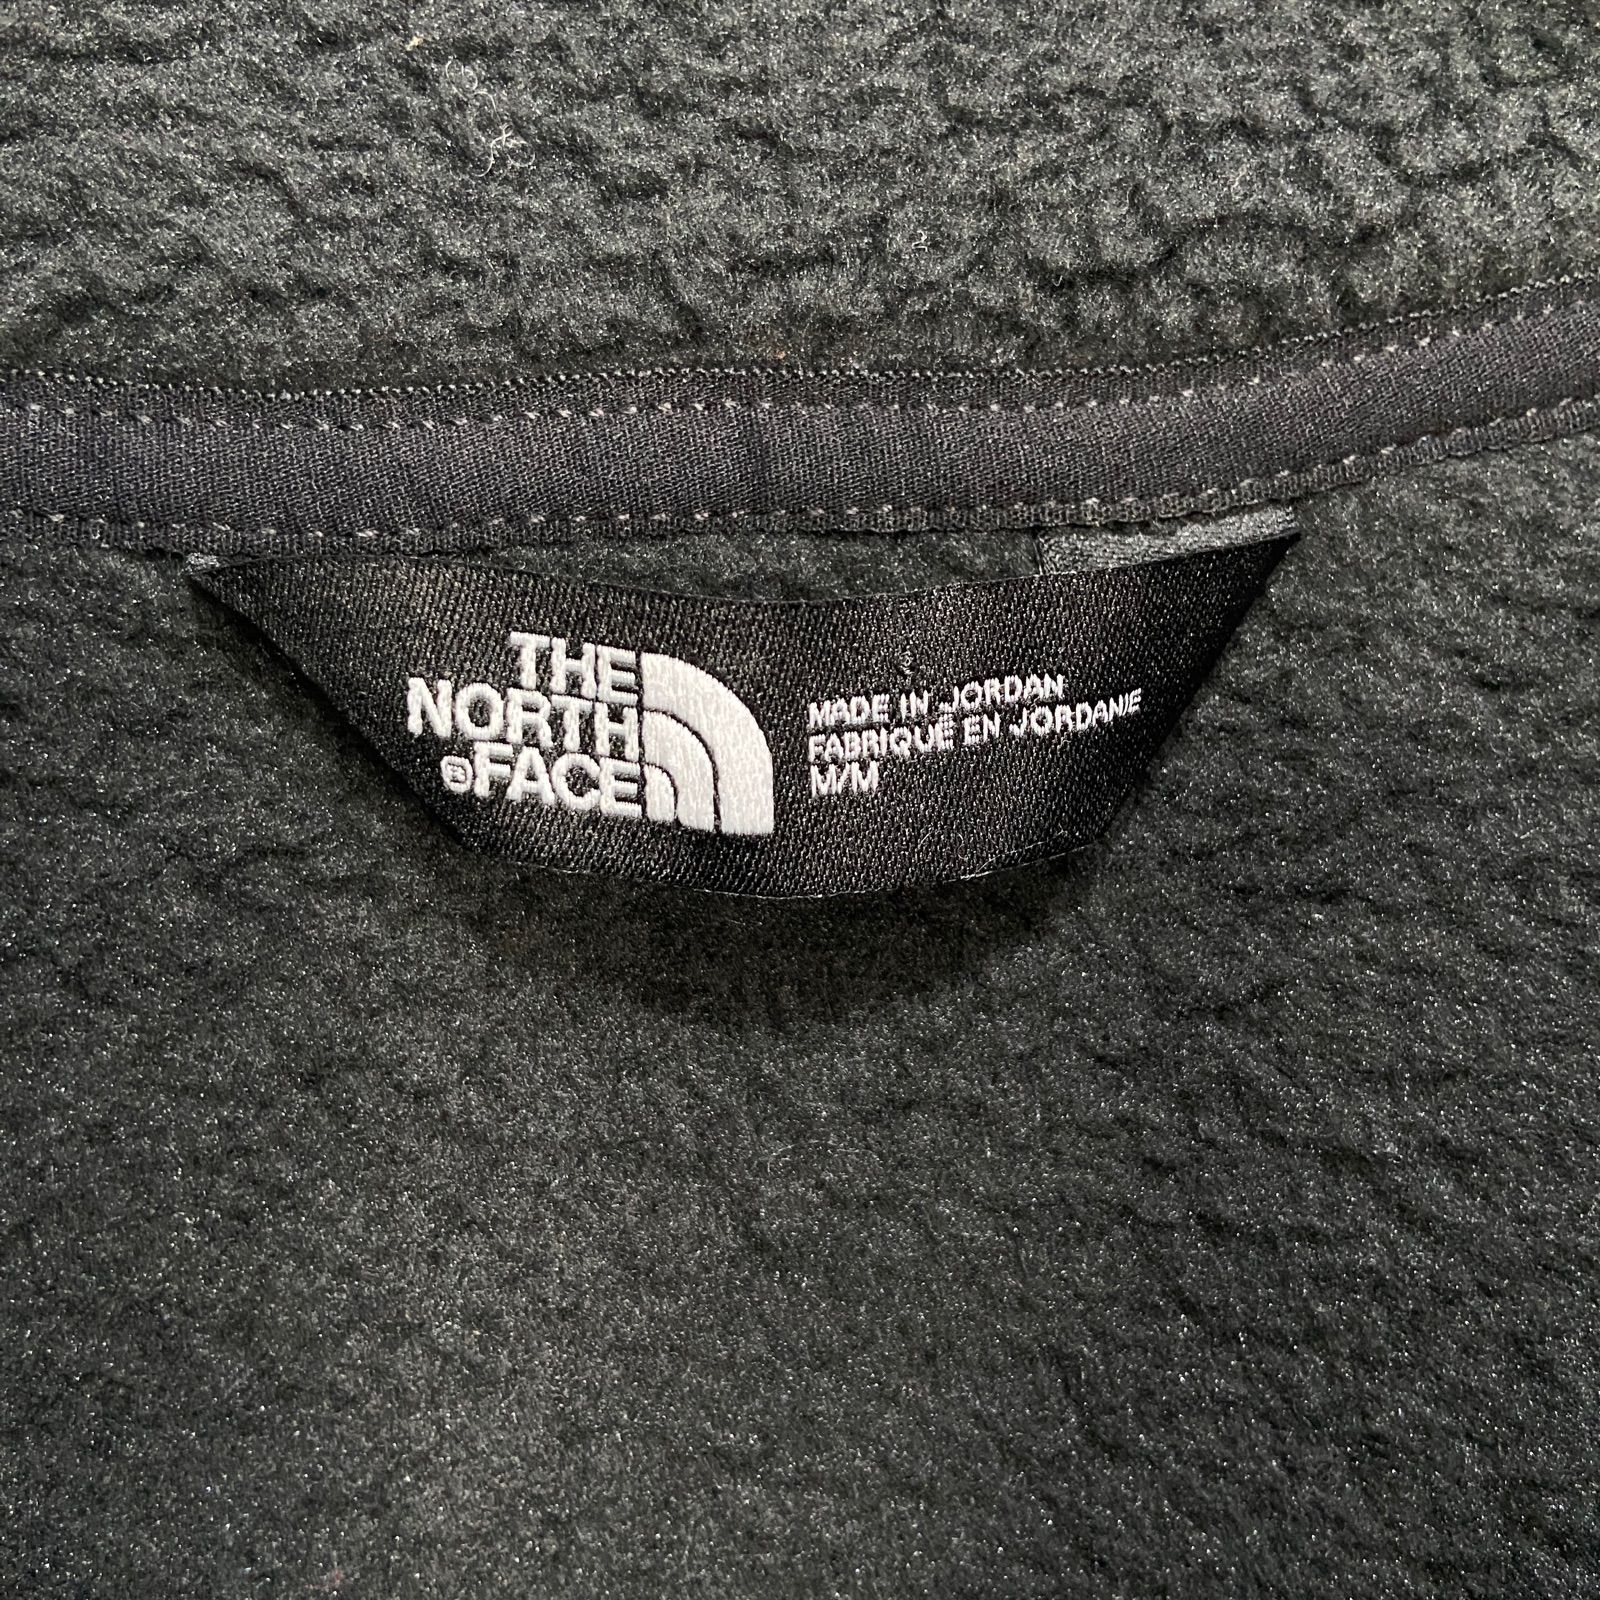 THE
NORTH
®FACE
MADE IN JORDAN
FABRIQUÉ EN JORDANIE
M/M